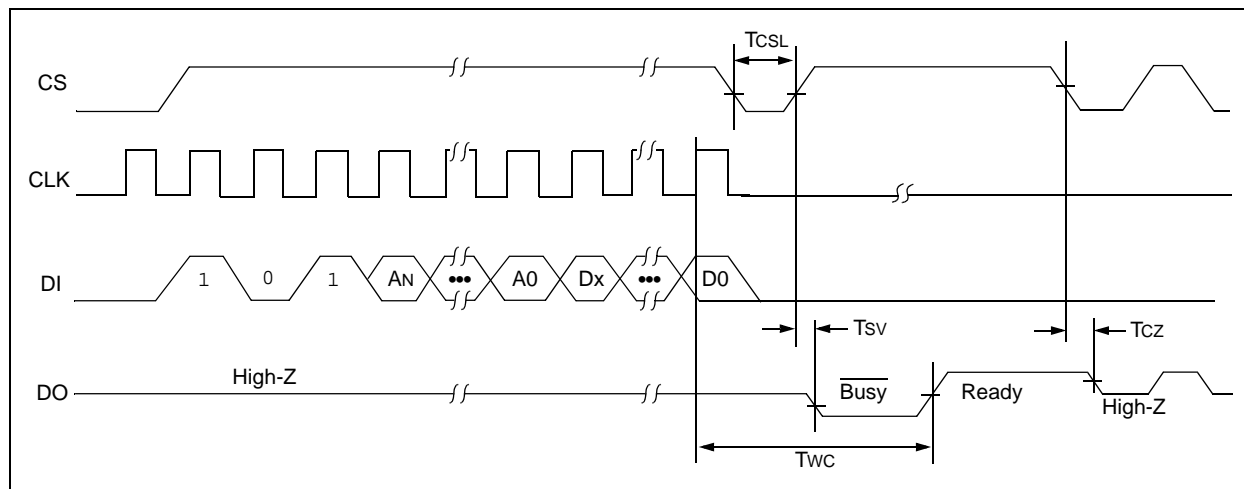 TCSL
CS
CLK
DI 1 0 1 AN ••• A0 Dx ••• D0
TSV TCZ
High-Z
DO Busy Ready High-Z
TWC